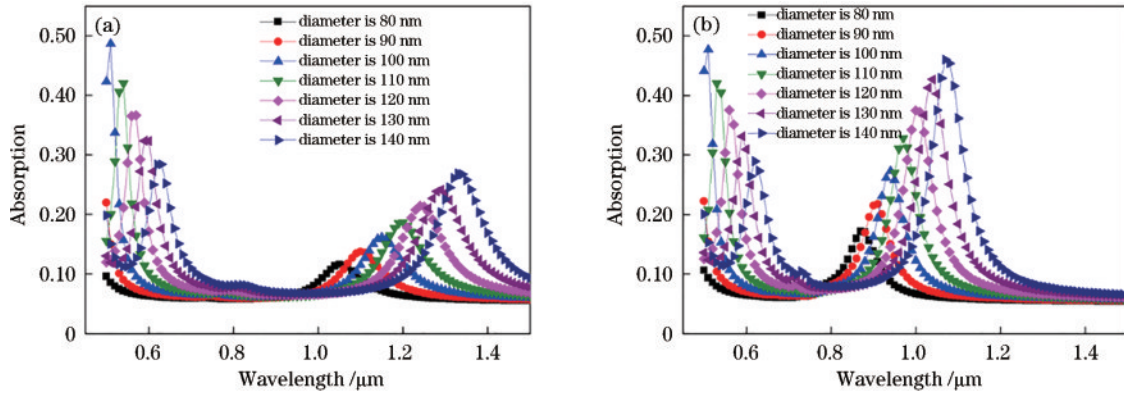 (a)
diameter is 80 nm
diameter is 90 nm
diameter is 100 nm
diameter is 110 nm
diameter is 120 nm
diameter is 130 nm
diameter is 140 nm
0.50
0.40
0.30
0.20
0.10
0
Absorption
0.6 0.8 1.0 1.2 1.4
Wavelength /μm
(b)
diameter is 80 nm
diameter is 90 nm
diameter is 100 nm
diameter is 110 nm
diameter is 120 nm
diameter is 130 nm
diameter is 140 nm
0.50
0.40
0.30
0.20
0.10
0
Absorption
0.6 0.8 1.0 1.2 1.4
Wavelength /μm